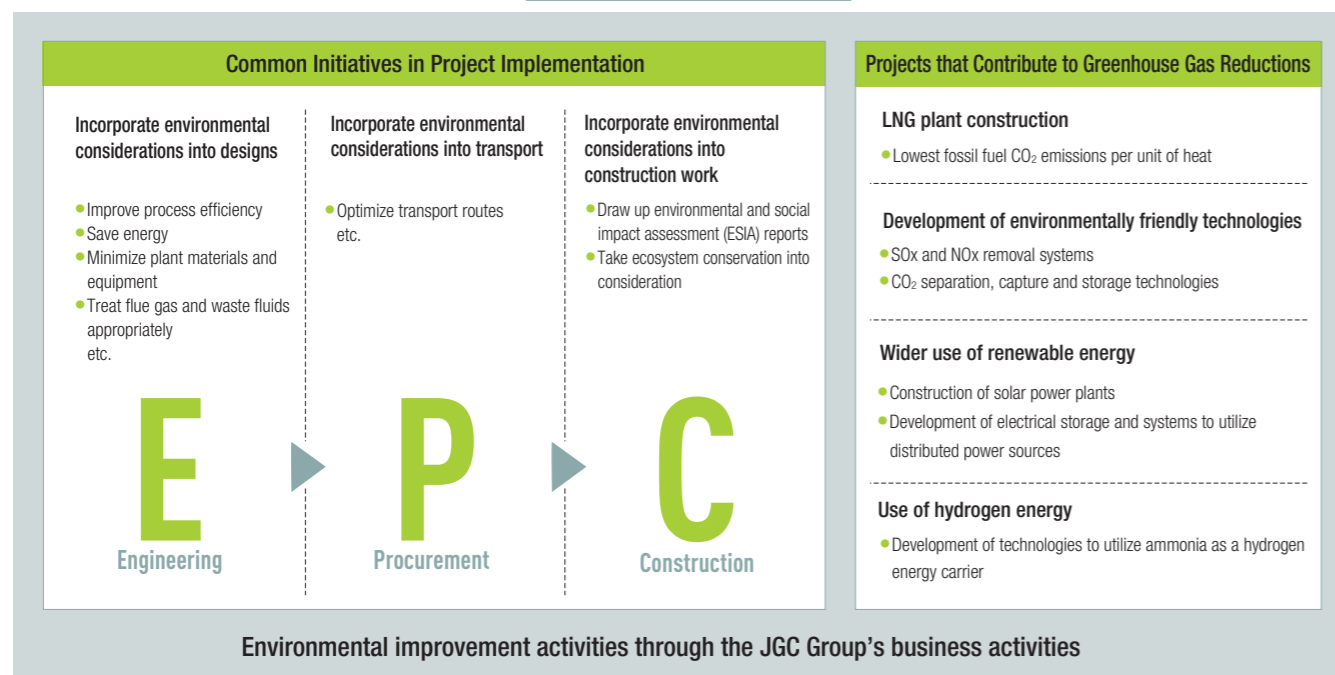 Common Initiatives in Project Implementation
Incorporate environmental
considerations into designs
• Improve process efficiency
• Save energy
• Minimize plant materials and
equipment
• Treat flue gas and waste fluids
appropriately
etc.
E
Engineering
Incorporate environmental
considerations into transport
• Optimize transport routes
etc.
P
Procurement
Incorporate environmental
considerations into
construction work
• Draw up environmental and social
impact assessment (ESIA) reports
• Take ecosystem conservation into
consideration
C
Construction
Projects that Contribute to Greenhouse Gas Reductions
LNG plant construction
• Lowest fossil fuel CO₂ emissions per unit of heat
Development of environmentally friendly technologies
• SOx and NOx removal systems
• CO₂ separation, capture and storage technologies
Wider use of renewable energy
• Construction of solar power plants
• Development of electrical storage and systems to utilize
distributed power sources
Use of hydrogen energy
• Development of technologies to utilize ammonia as a hydrogen
energy carrier
Environmental improvement activities through the JGC Group's business activities